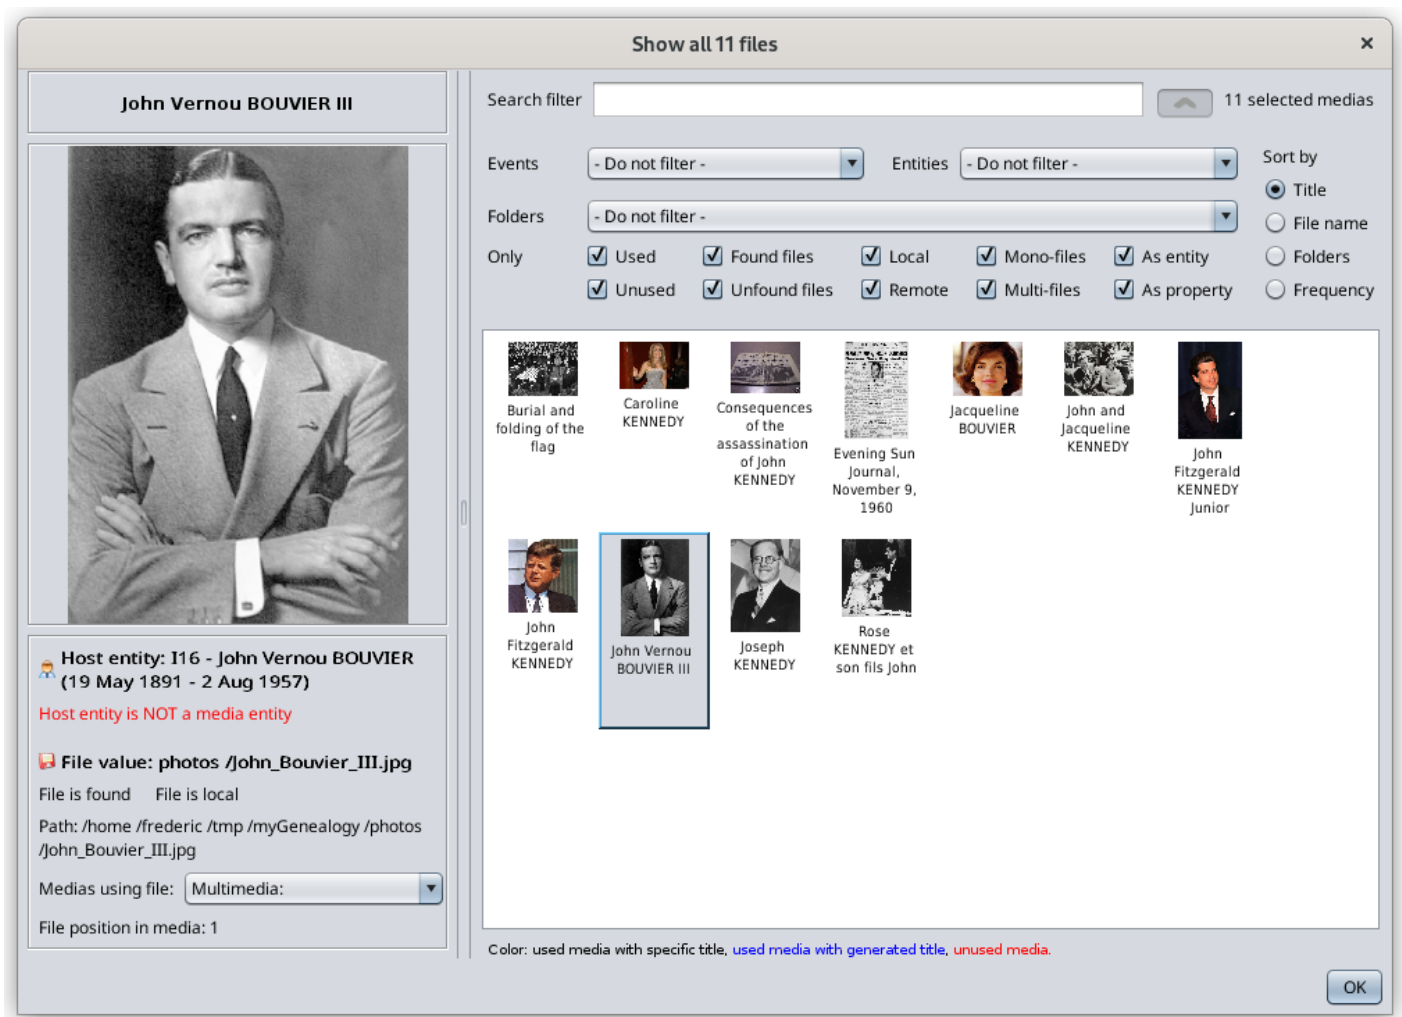 Show all 11 files
×
John Vernou BOUVIER III
Search filter
11 selected medias
Events
- Do not filter -
Entities
- Do not filter -
Sort by
Title
File name
Folders
Frequency
Folders
- Do not filter -
Only
Used
Found files
Local
Mono-files
As entity
Unused
Unfound files
Remote
Multi-files
As property
Burial and
folding of the
flag
Caroline
KENNEDY
Consequences
of the
assassination
of John
KENNEDY
Evening Sun
Journal,
November 9,
1960
Jacqueline
BOUVIER
John and
Jacqueline
KENNEDY
John
Fitzgerald
KENNEDY
Junior
John
Fitzgerald
KENNEDY
John Vernou
BOUVIER III
Joseph
KENNEDY
Rose
KENNEDY et
son fils John
Host entity: I16 - John Vernou BOUVIER
(19 May 1891 - 2 Aug 1957)
Host entity is NOT a media entity
File value: photos /John_Bouvier_III.jpg
File is found File is local
Path: /home /frederic /tmp /myGenealogy /photos
/John_Bouvier_III.jpg
Medias using file: Multimedia:
File position in media: 1
Color: used media with specific title, used media with generated title, unused media.
OK